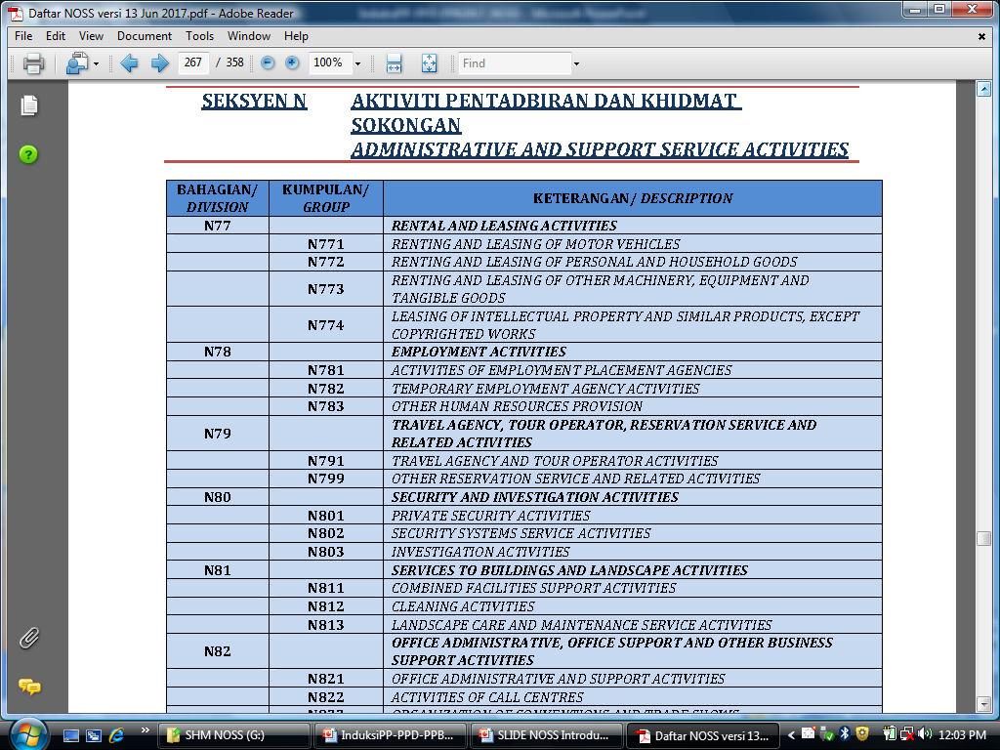 Daftar NOSS versi 13 Jun 2017.pdf - Adobe Reader
File Edit View Document Tools Window Help
267 / 358 100% Find
SEKSYEN N AKTIVITI PENTADBIRAN DAN KHIDMAT
SOKONGAN
ADMINISTRATIVE AND SUPPORT SERVICE ACTIVITIES
BAHAGIAN/ DIVISION KUMPULAN/ GROUP KETERANGAN/ DESCRIPTION
N77 RENTAL AND LEASING ACTIVITIES
N771 RENTING AND LEASING OF MOTOR VEHICLES
N772 RENTING AND LEASING OF PERSONAL AND HOUSEHOLD GOODS
N773 RENTING AND LEASING OF OTHER MACHINERY, EQUIPMENT AND
TANGIBLE GOODS
N774 LEASING OF INTELLECTUAL PROPERTY AND SIMILAR PRODUCTS, EXCEPT
COPYRIGHTED WORKS
N78 EMPLOYMENT ACTIVITIES
N781 ACTIVITIES OF EMPLOYMENT PLACEMENT AGENCIES
N782 TEMPORARY EMPLOYMENT AGENCY ACTIVITIES
N783 OTHER HUMAN RESOURCES PROVISION
N79 TRAVEL AGENCY, TOUR OPERATOR, RESERVATION SERVICE AND
RELATED ACTIVITIES
N791 TRAVEL AGENCY AND TOUR OPERATOR ACTIVITIES
N799 OTHER RESERVATION SERVICE AND RELATED ACTIVITIES
N80 SECURITY AND INVESTIGATION ACTIVITIES
N801 PRIVATE SECURITY ACTIVITIES
N802 SECURITY SYSTEMS SERVICE ACTIVITIES
N803 INVESTIGATION ACTIVITIES
N81 SERVICES TO BUILDINGS AND LANDSCAPE ACTIVITIES
N811 COMBINED FACILITIES SUPPORT ACTIVITIES
N812 CLEANING ACTIVITIES
N813 LANDSCAPE CARE AND MAINTENANCE SERVICE ACTIVITIES
N82 OFFICE ADMINISTRATIVE, OFFICE SUPPORT AND OTHER BUSINESS
SUPPORT ACTIVITIES
N821 OFFICE ADMINISTRATIVE AND SUPPORT ACTIVITIES
N822 ACTIVITIES OF CALL CENTRES
SHM NOSS (G:) InduksiPP-PPD-PPB... SLIDE NOSS Introdu... Daftar NOSS versi 13... 12:03 PM